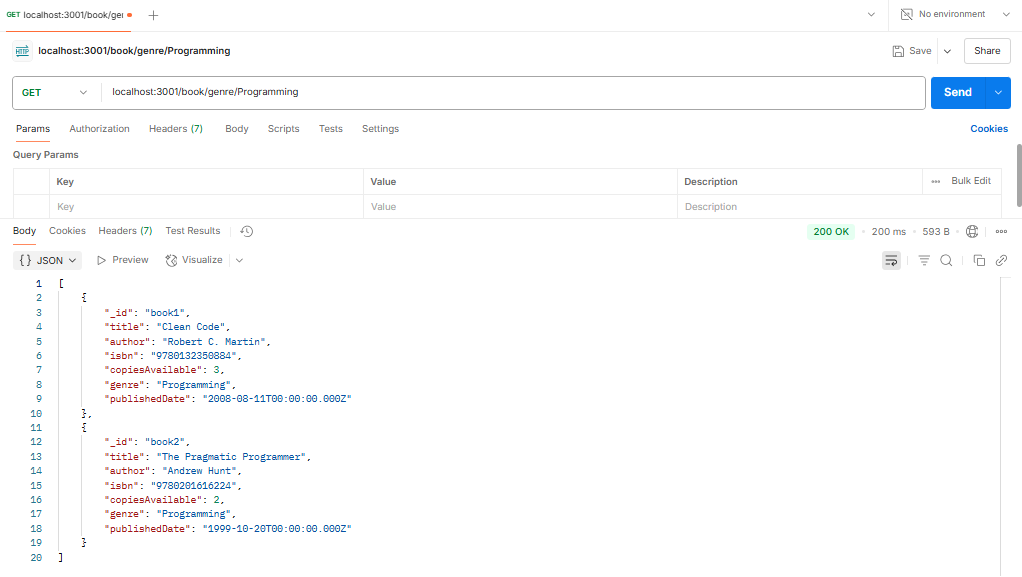 GET localhost:3001/book/gei
No environment
HTTP localhost:3001/book/genre/Programming
Save
Share
GET
localhost:3001/book/genre/Programming
Send
Params Authorization Headers (7) Body Scripts Tests Settings Cookies
Query Params
Key Value Description ••• Bulk Edit
Key Value Description
Body Cookies Headers (7) Test Results 200 OK • 200 ms • 593 B •
{} JSON Preview Visualize
1 [
2 {
3 "_id": "book1",
4 "title": "Clean Code",
5 "author": "Robert C. Martin",
6 "isbn": "9780132350884",
7 "copiesAvailable": 3,
8 "genre": "Programming",
9 "publishedDate": "2008-08-11T00:00:00.000Z"
10 },
11 {
12 "_id": "book2",
13 "title": "The Pragmatic Programmer",
14 "author": "Andrew Hunt",
15 "isbn": "9780201616224",
16 "copiesAvailable": 2,
17 "genre": "Programming",
18 "publishedDate": "1999-10-20T00:00:00.000Z"
19 }
20 ]